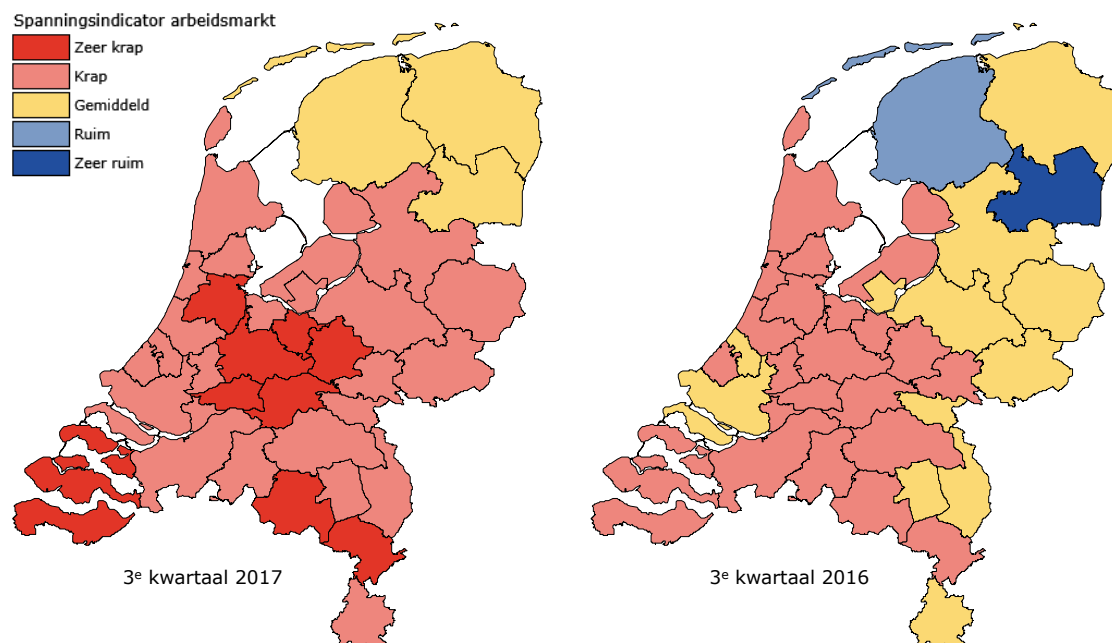 Spanningsindicator arbeidsmarkt
Zeer krap
Krap
Gemiddeld
Ruim
Zeer ruim
3e kwartaal 2017
3e kwartaal 2016